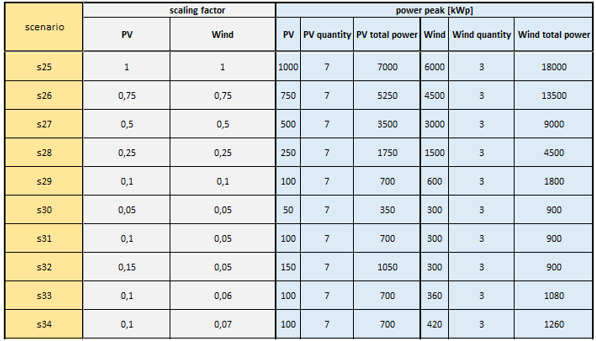 scenario scaling factor power peak [kWp]
PV Wind PV PV quantity PV total power Wind Wind quantity Wind total power
s25 1 1 1000 7 7000 6000 3 18000
s26 0,75 0,75 750 7 5250 4500 3 13500
s27 0,5 0,5 500 7 3500 3000 3 9000
s28 0,25 0,25 250 7 1750 1500 3 4500
s29 0,1 0,1 100 7 700 600 3 1800
s30 0,05 0,05 50 7 350 300 3 900
s31 0,1 0,05 100 7 700 300 3 900
s32 0,15 0,05 150 7 1050 300 3 900
s33 0,1 0,06 100 7 700 360 3 1080
s34 0,1 0,07 100 7 700 420 3 1260